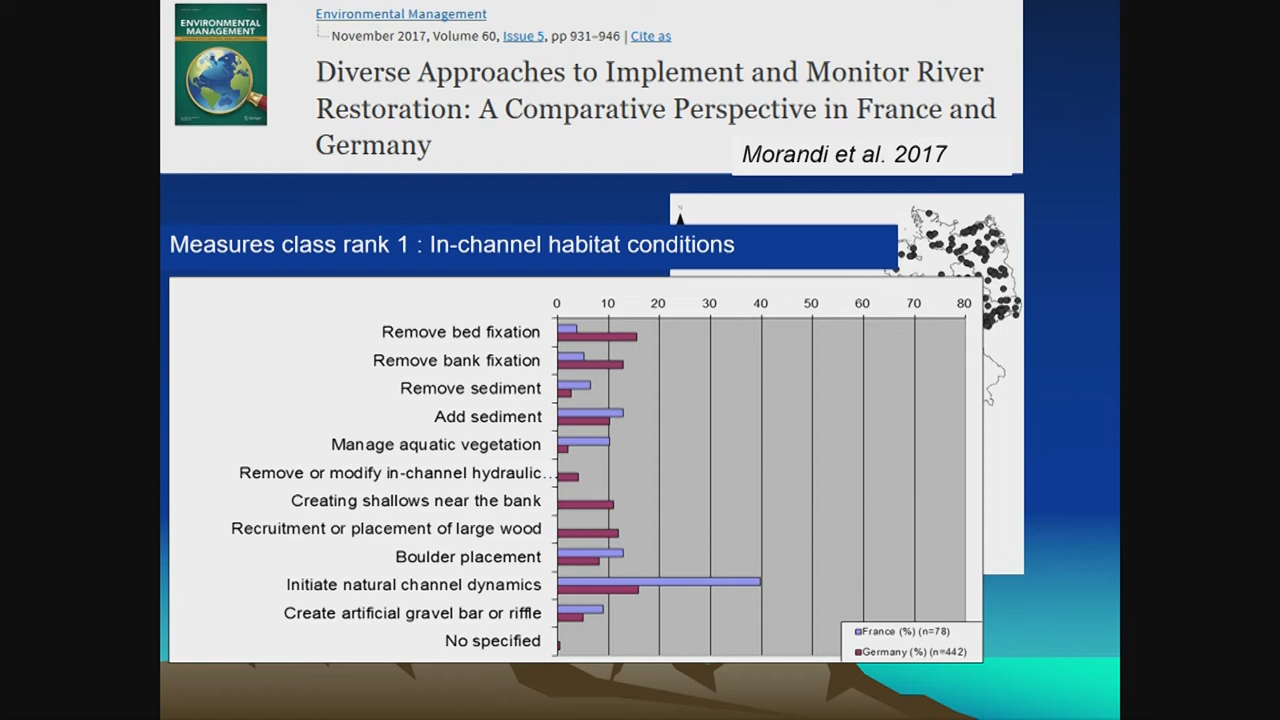 ENVIRONMENTAL
MANAGEMENT
Environmental Management
November 2017, Volume 60, Issue 5, pp 931–946 | Cite as
Diverse Approaches to Implement and Monitor River
Restoration: A Comparative Perspective in France and
Germany
Morandi et al. 2017
N
Measures class rank 1 : In-channel habitat conditions
0 10 20 30 40 50 60 70 80
Remove bed fixation
Remove bank fixation
Remove sediment
Add sediment
Manage aquatic vegetation
Remove or modify in-channel hydraulic...
Creating shallows near the bank
Recruitment or placement of large wood
Boulder placement
Initiate natural channel dynamics
Create artificial gravel bar or riffle
No specified
France (%) (n=78)
Germany (%) (n=442)